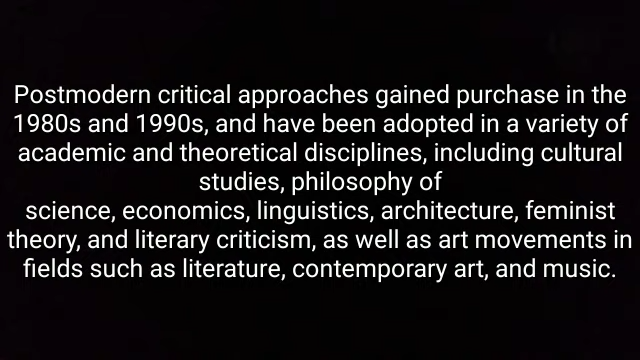 Postmodern critical approaches gained purchase in the
1980s and 1990s, and have been adopted in a variety of
academic and theoretical disciplines, including cultural
studies, philosophy of
science, economics, linguistics, architecture, feminist
theory, and literary criticism, as well as art movements in
fields such as literature, contemporary art, and music.